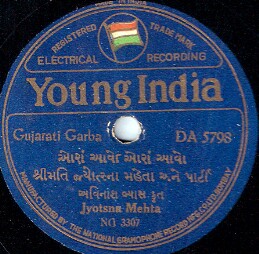 REGISTERED TRADE MARK
ELECTRICAL RECORDING
Young India
Gujarati Garba DA 5798
ઓરાં આવો ઓરાં આવો
શ્રીમતિ જ્યોત્સ્ના મહેતા અને પાર્ટી
અવિનાશ વ્યાસ કૃત
Jyotsna Mehta
NG 3307
MANUFACTURED BY THE NATIONAL GRAMOPHONE RECORD MFG. CO. LTD. BOMBAY